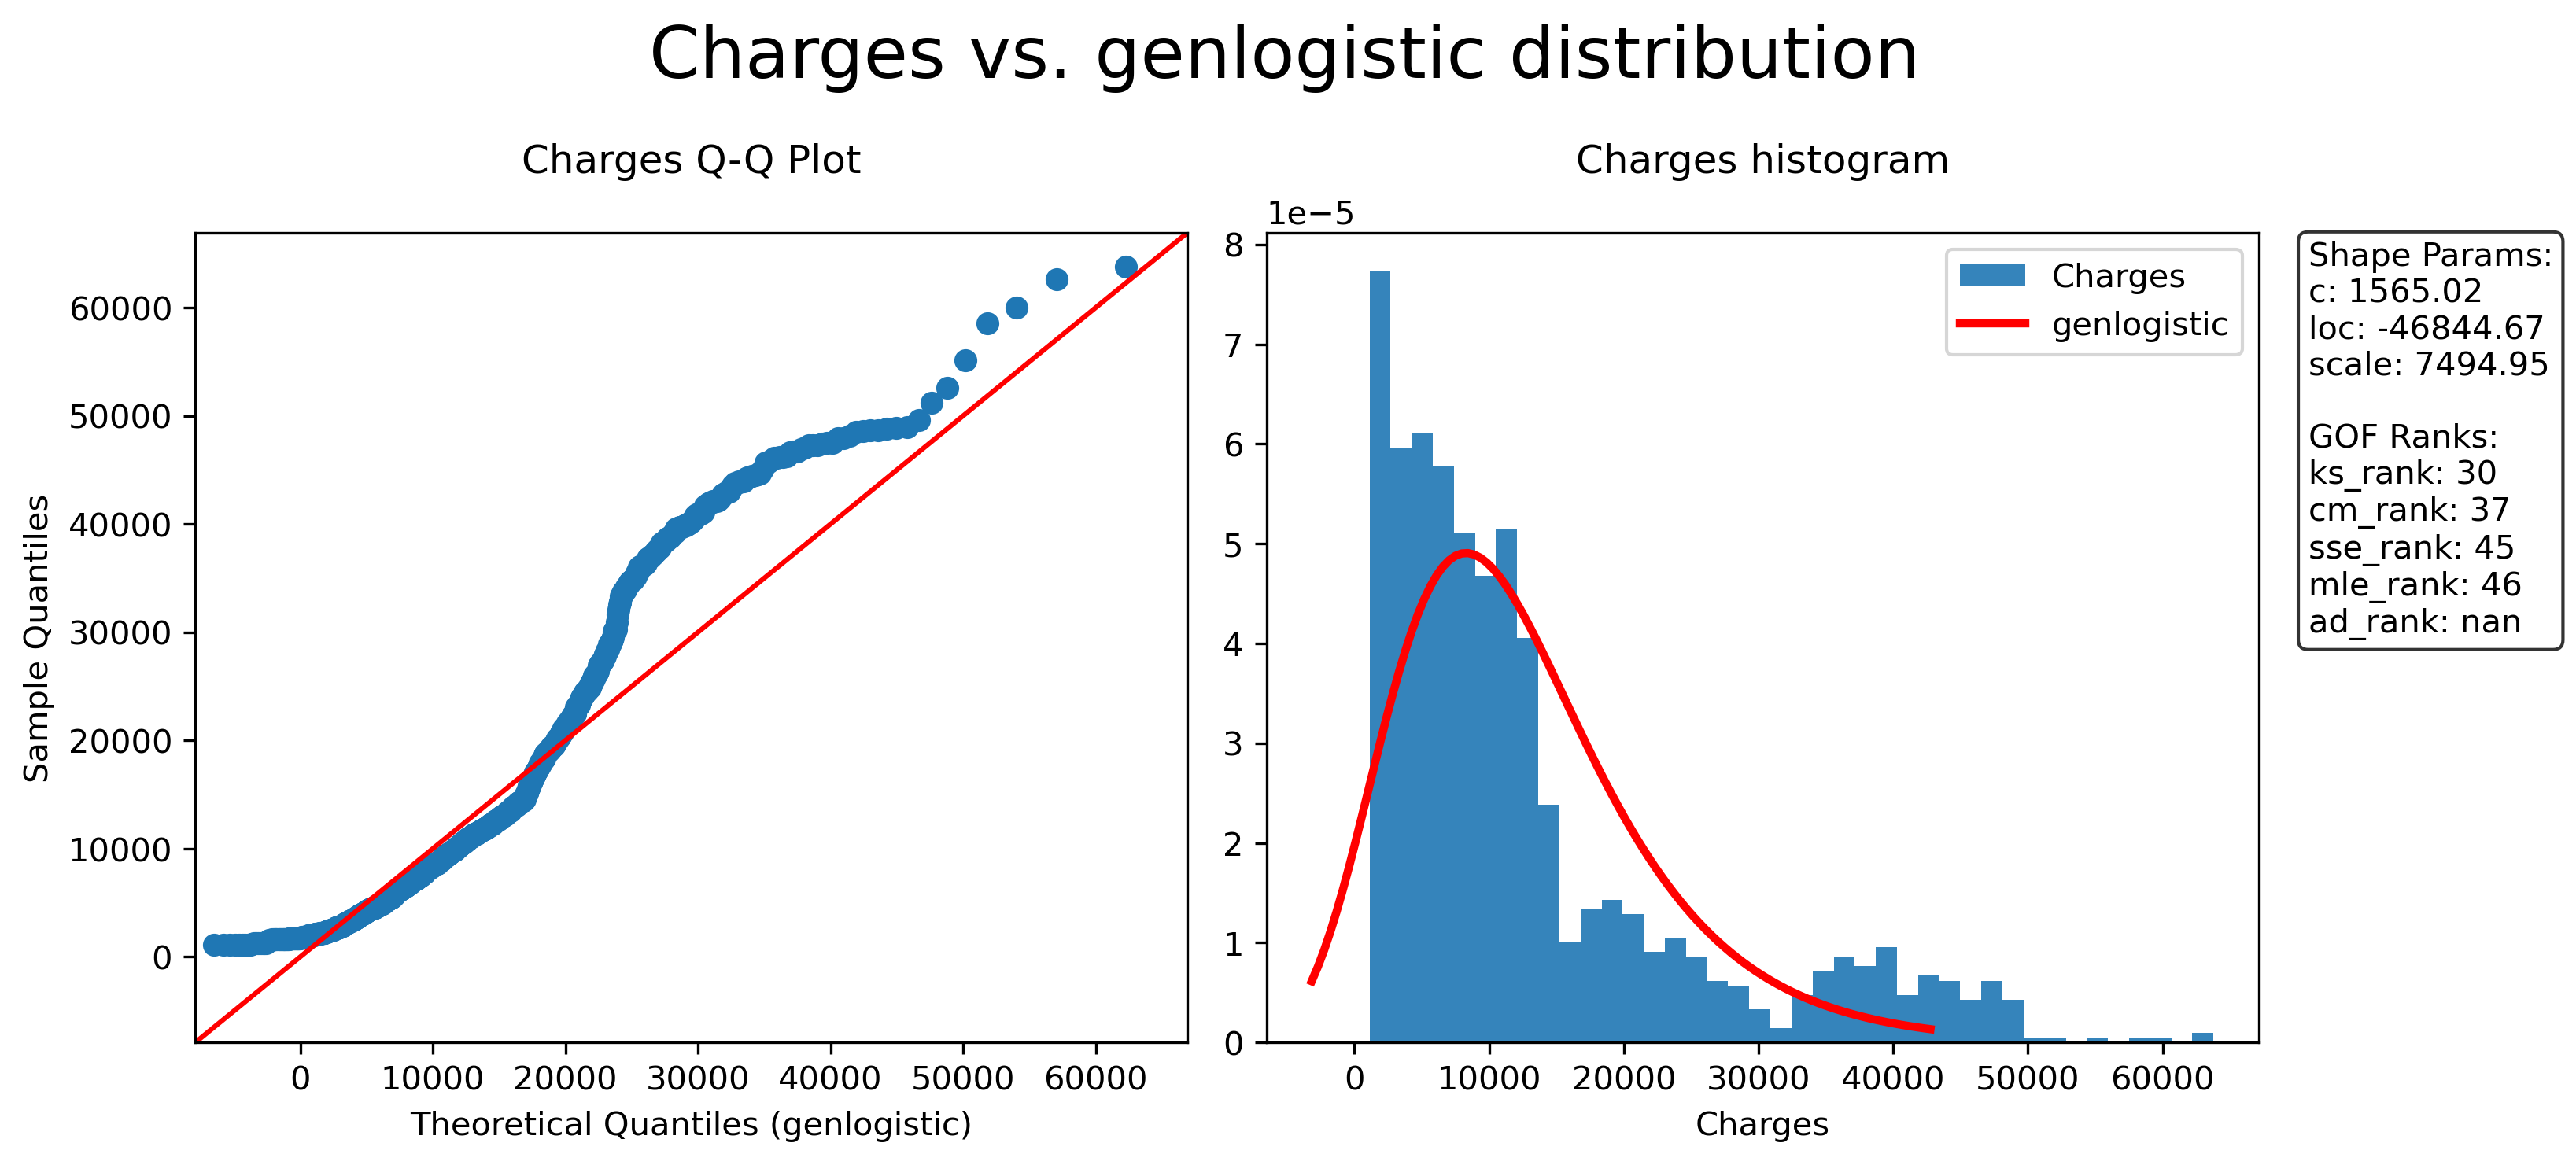 Charges vs. genlogistic distribution
Charges Q-Q Plot
Sample Quantiles
60000
50000
40000
30000
20000
10000
0
0 10000 20000 30000 40000 50000 60000
Theoretical Quantiles (genlogistic)
Charges histogram
1e−5
8
7
6
5
4
3
2
1
0
Charges
genlogistic
0 10000 20000 30000 40000 50000 60000
Charges
Shape Params:
c: 1565.02
loc: -46844.67
scale: 7494.95
GOF Ranks:
ks_rank: 30
cm_rank: 37
sse_rank: 45
mle_rank: 46
ad_rank: nan